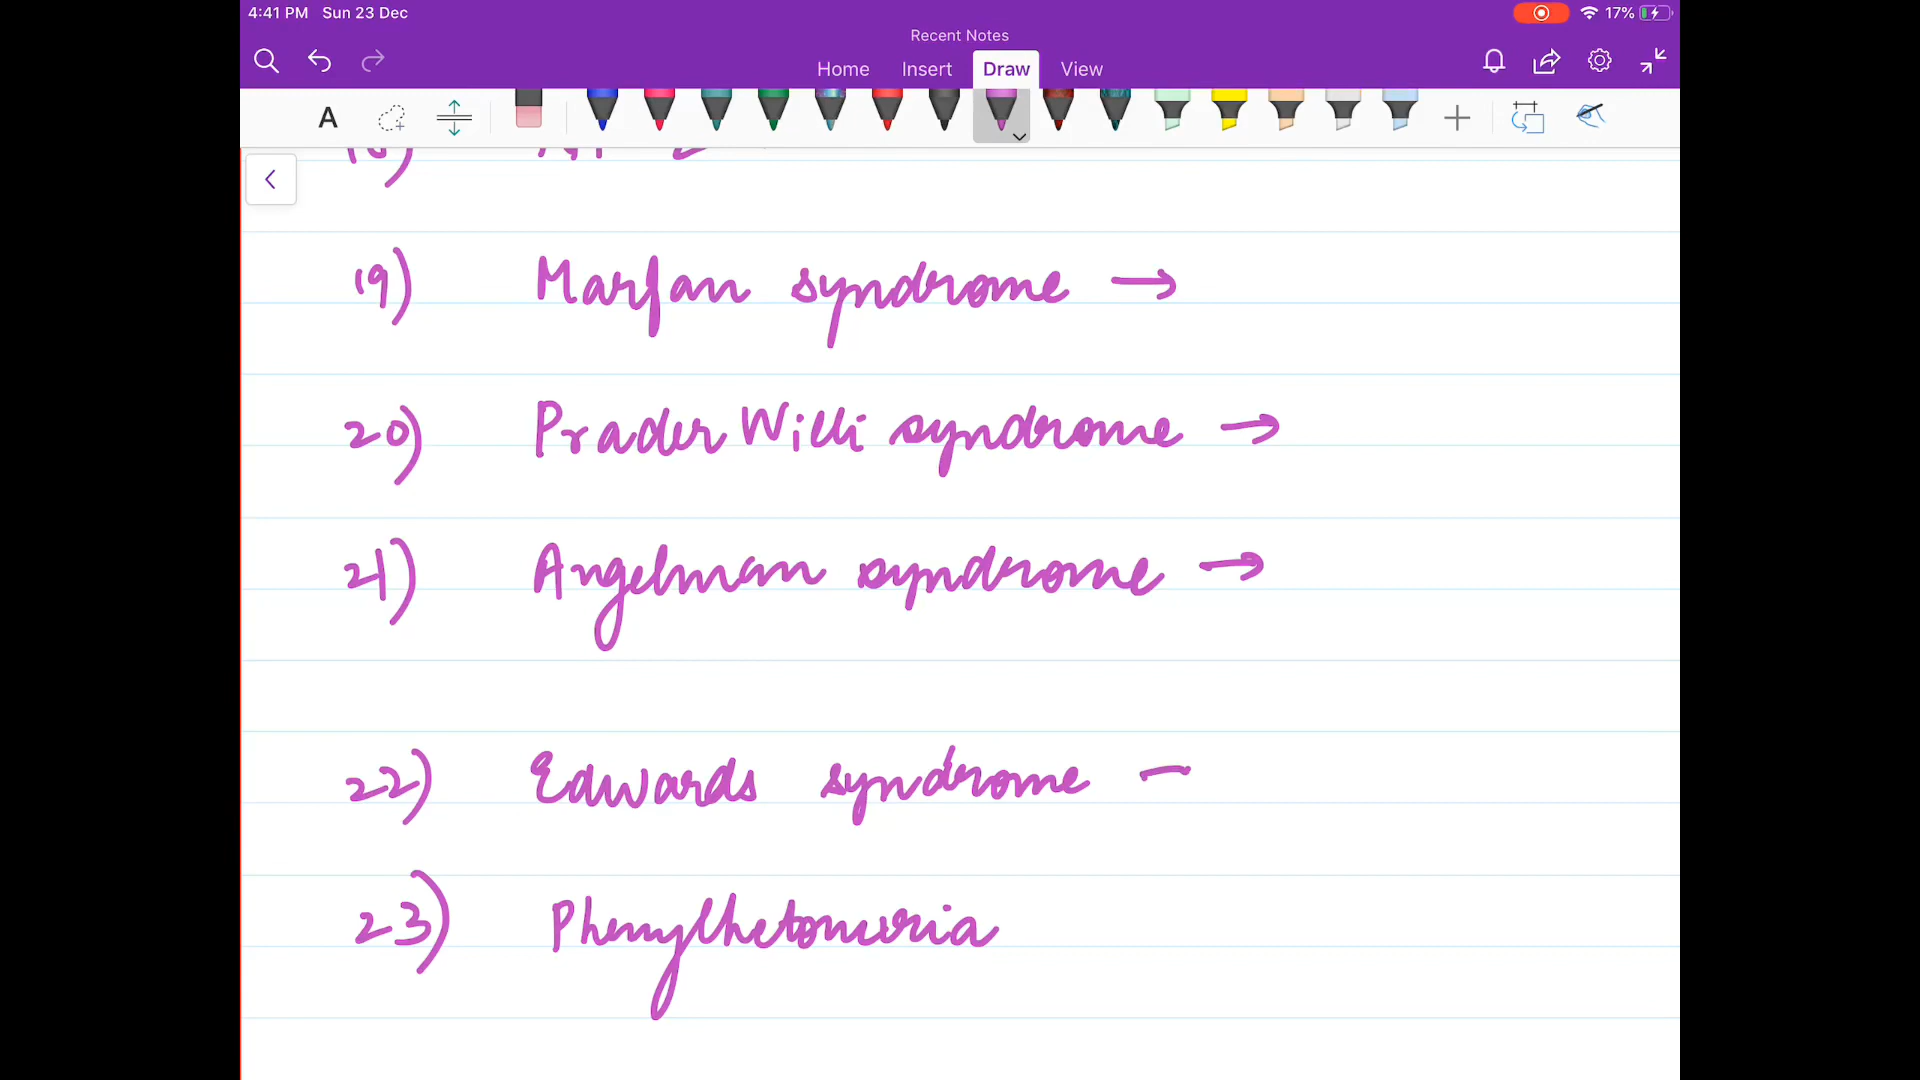 4:41 PM Sun 23 Dec
17%
Recent Notes
Home Insert Draw View
A
19) Marfan syndrome →
20) Prader Willi syndrome →
21) Angelman syndrome →
22) Edwards syndrome –
23) Phenylketonuria